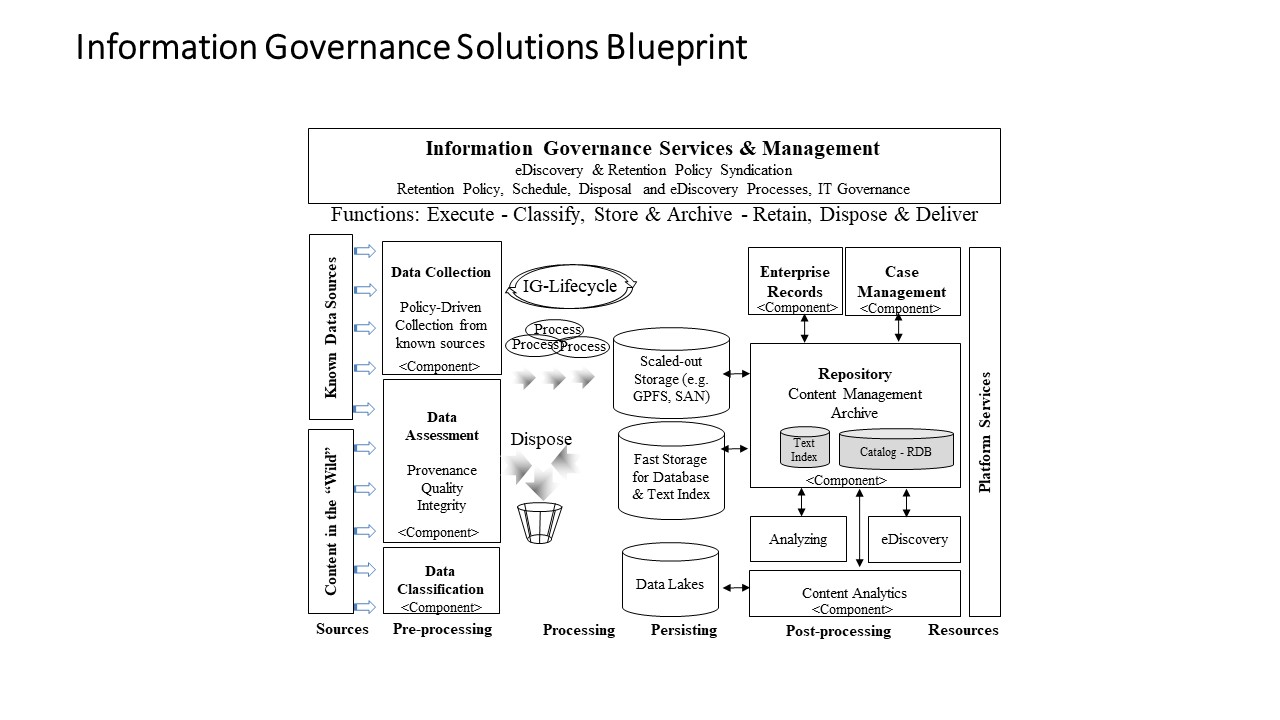 Information Governance Solutions Blueprint
Information Governance Services & Management
eDiscovery & Retention Policy Syndication
Retention Policy, Schedule, Disposal and eDiscovery Processes, IT Governance
Functions: Execute - Classify, Store & Archive - Retain, Dispose & Deliver
Known Data Sources
Content in the “Wild”
Data Collection
Policy-Driven
Collection from
known sources
<Component>
Data
Assessment
Provenance
Quality
Integrity
<Component>
Data
Classification
<Component>
IG-Lifecycle
Process
Process
Process
Dispose
Scaled-out
Storage (e.g.
GPFS, SAN)
Fast Storage
for Database
& Text Index
Data Lakes
Enterprise
Records
<Component>
Case
Management
<Component>
Repository
Content Management
Archive
Text
Index
Catalog - RDB
<Component>
Analyzing
eDiscovery
Content Analytics
<Component>
Platform Services
Sources
Pre-processing
Processing
Persisting
Post-processing
Resources